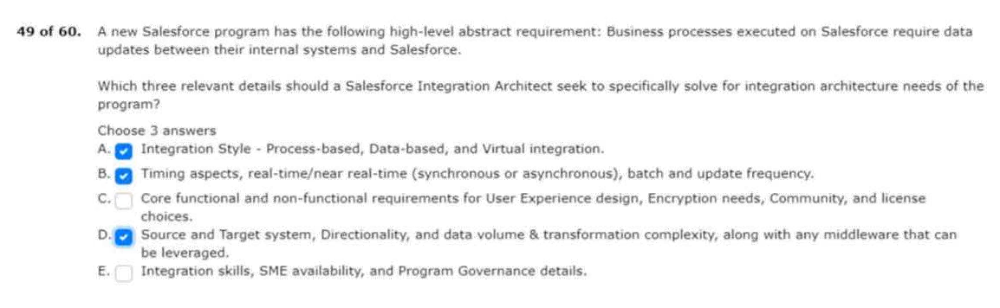 49 of 60. A new Salesforce program has the following high-level abstract requirement: Business processes executed on Salesforce require data
updates between their internal systems and Salesforce.
Which three relevant details should a Salesforce Integration Architect seek to specifically solve for integration architecture needs of the
program?
Choose 3 answers
A. Integration Style - Process-based, Data-based, and Virtual integration.
B. Timing aspects, real-time/near real-time (synchronous or asynchronous), batch and update frequency.
C. Core functional and non-functional requirements for User Experience design, Encryption needs, Community, and license
choices.
D. Source and Target system, Directionality, and data volume & transformation complexity, along with any middleware that can
be leveraged.
E. Integration skills, SME availability, and Program Governance details.